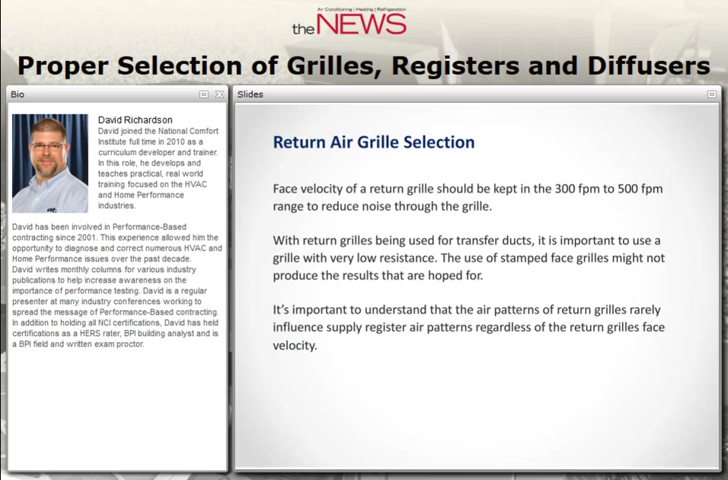 Air Conditioning | Heating | Refrigeration
the NEWS
Proper Selection of Grilles, Registers and Diffusers
Bio
David Richardson
David joined the National Comfort
Institute full time in 2010 as a
curriculum developer and trainer.
In this role, he develops and
teaches practical, real world
training focused on the HVAC
and Home Performance
industries.
David has been involved in Performance-Based
contracting since 2001. This experience allowed him the
opportunity to diagnose and correct numerous HVAC and
Home Performance issues over the past decade.
David writes monthly columns for various industry
publications to help increase awareness on the
importance of performance testing. David is a regular
presenter at many industry conferences working to
spread the message of Performance-Based contracting.
In addition to holding all NCI certifications, David has held
certifications as a HERS rater, BPI building analyst and is
a BPI field and written exam proctor.
Slides
Return Air Grille Selection
Face velocity of a return grille should be kept in the 300 fpm to 500 fpm
range to reduce noise through the grille.
With return grilles being used for transfer ducts, it is important to use a
grille with very low resistance. The use of stamped face grilles might not
produce the results that are hoped for.
It's important to understand that the air patterns of return grilles rarely
influence supply register air patterns regardless of the return grilles face
velocity.